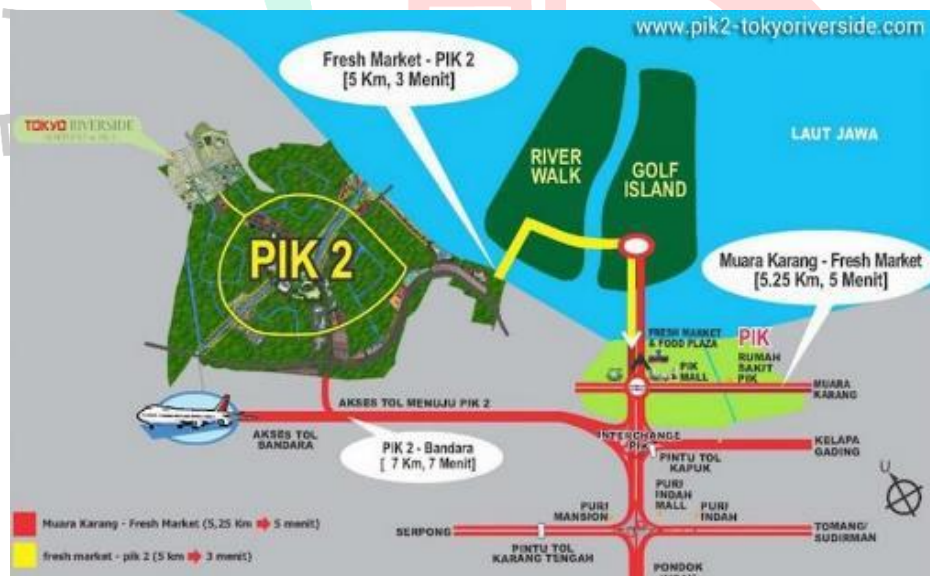 www.pik2-tokyoriverside.com
Fresh Market - PIK 2
[5 Km, 3 Menit]
LAUT JAWA
TOKYO RIVERSIDE
RIVER
WALK
GOLF
ISLAND
PIK 2
Muara Karang - Fresh Market
[5.25 Km, 5 Menit]
FRESH MARKET
& FOOD PLAZA
PIK
MALL
PIK
RUMAH
SAKIT
PIK
MUARA
KARANG
AKSES TOL MENUJU PIK 2
AKSES TOL
BANDARA
PIK 2 - Bandara
[ 7 Km, 7 Menit]
INTERCHANGE
PIK
PINTU TOL
KAPUK
KELAPA
GADING
U
PURI
INDAH
MALL
PURI
MANSION
PURI
INDAH
SERPONG
TOMANG/
SUDIRMAN
PINTU TOL
KARANG TENGAH
PONDOK
Muara Karang - Fresh Market (5,25 Km ➡ 5 menit)
fresh market - pik 2 (5 km ➡ 3 menit)